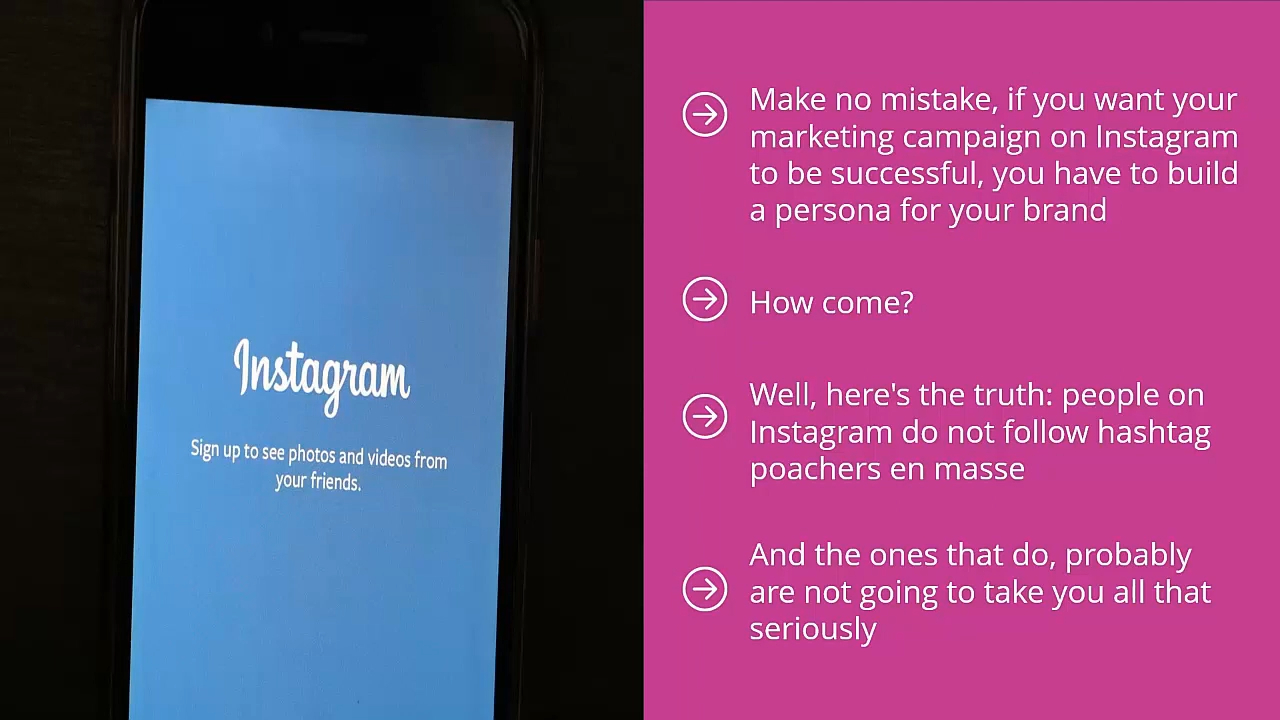 Instagram
Sign up to see photos and videos from
your friends.
Make no mistake, if you want your
marketing campaign on Instagram
to be successful, you have to build
a persona for your brand
How come?
Well, here's the truth: people on
Instagram do not follow hashtag
poachers en masse
And the ones that do, probably
are not going to take you all that
seriously